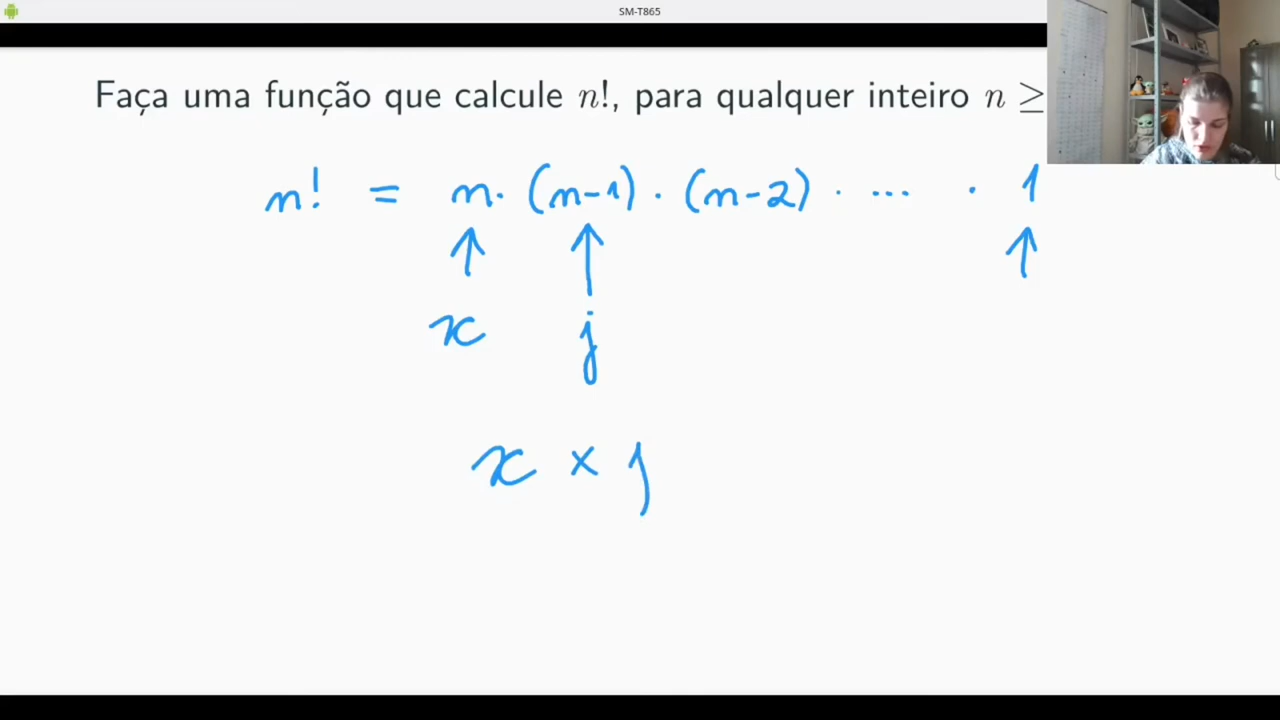 SM-T865
Faça uma função que calcule n!, para qualquer inteiro n ≥
n! = n · (n-1) · (n-2) · ... · 1
x j
x × j